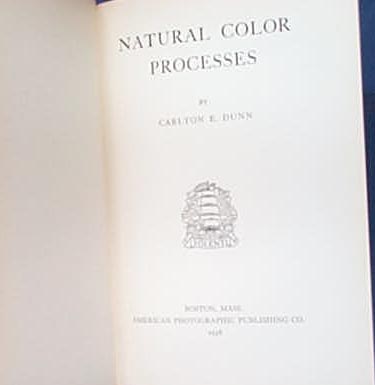 NATURAL COLOR
PROCESSES
BY
CARLTON E. DUNN
BOSTON, MASS.
AMERICAN PHOTOGRAPHIC PUBLISHING CO.